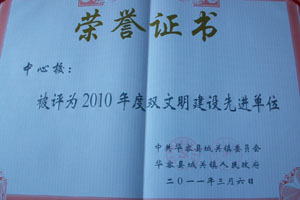 荣誉证书
中心校：
被评为2010年度双文明建设先进单位
中共华容县城关镇委员会
华容县城关镇人民政府
二〇一一年三月六日